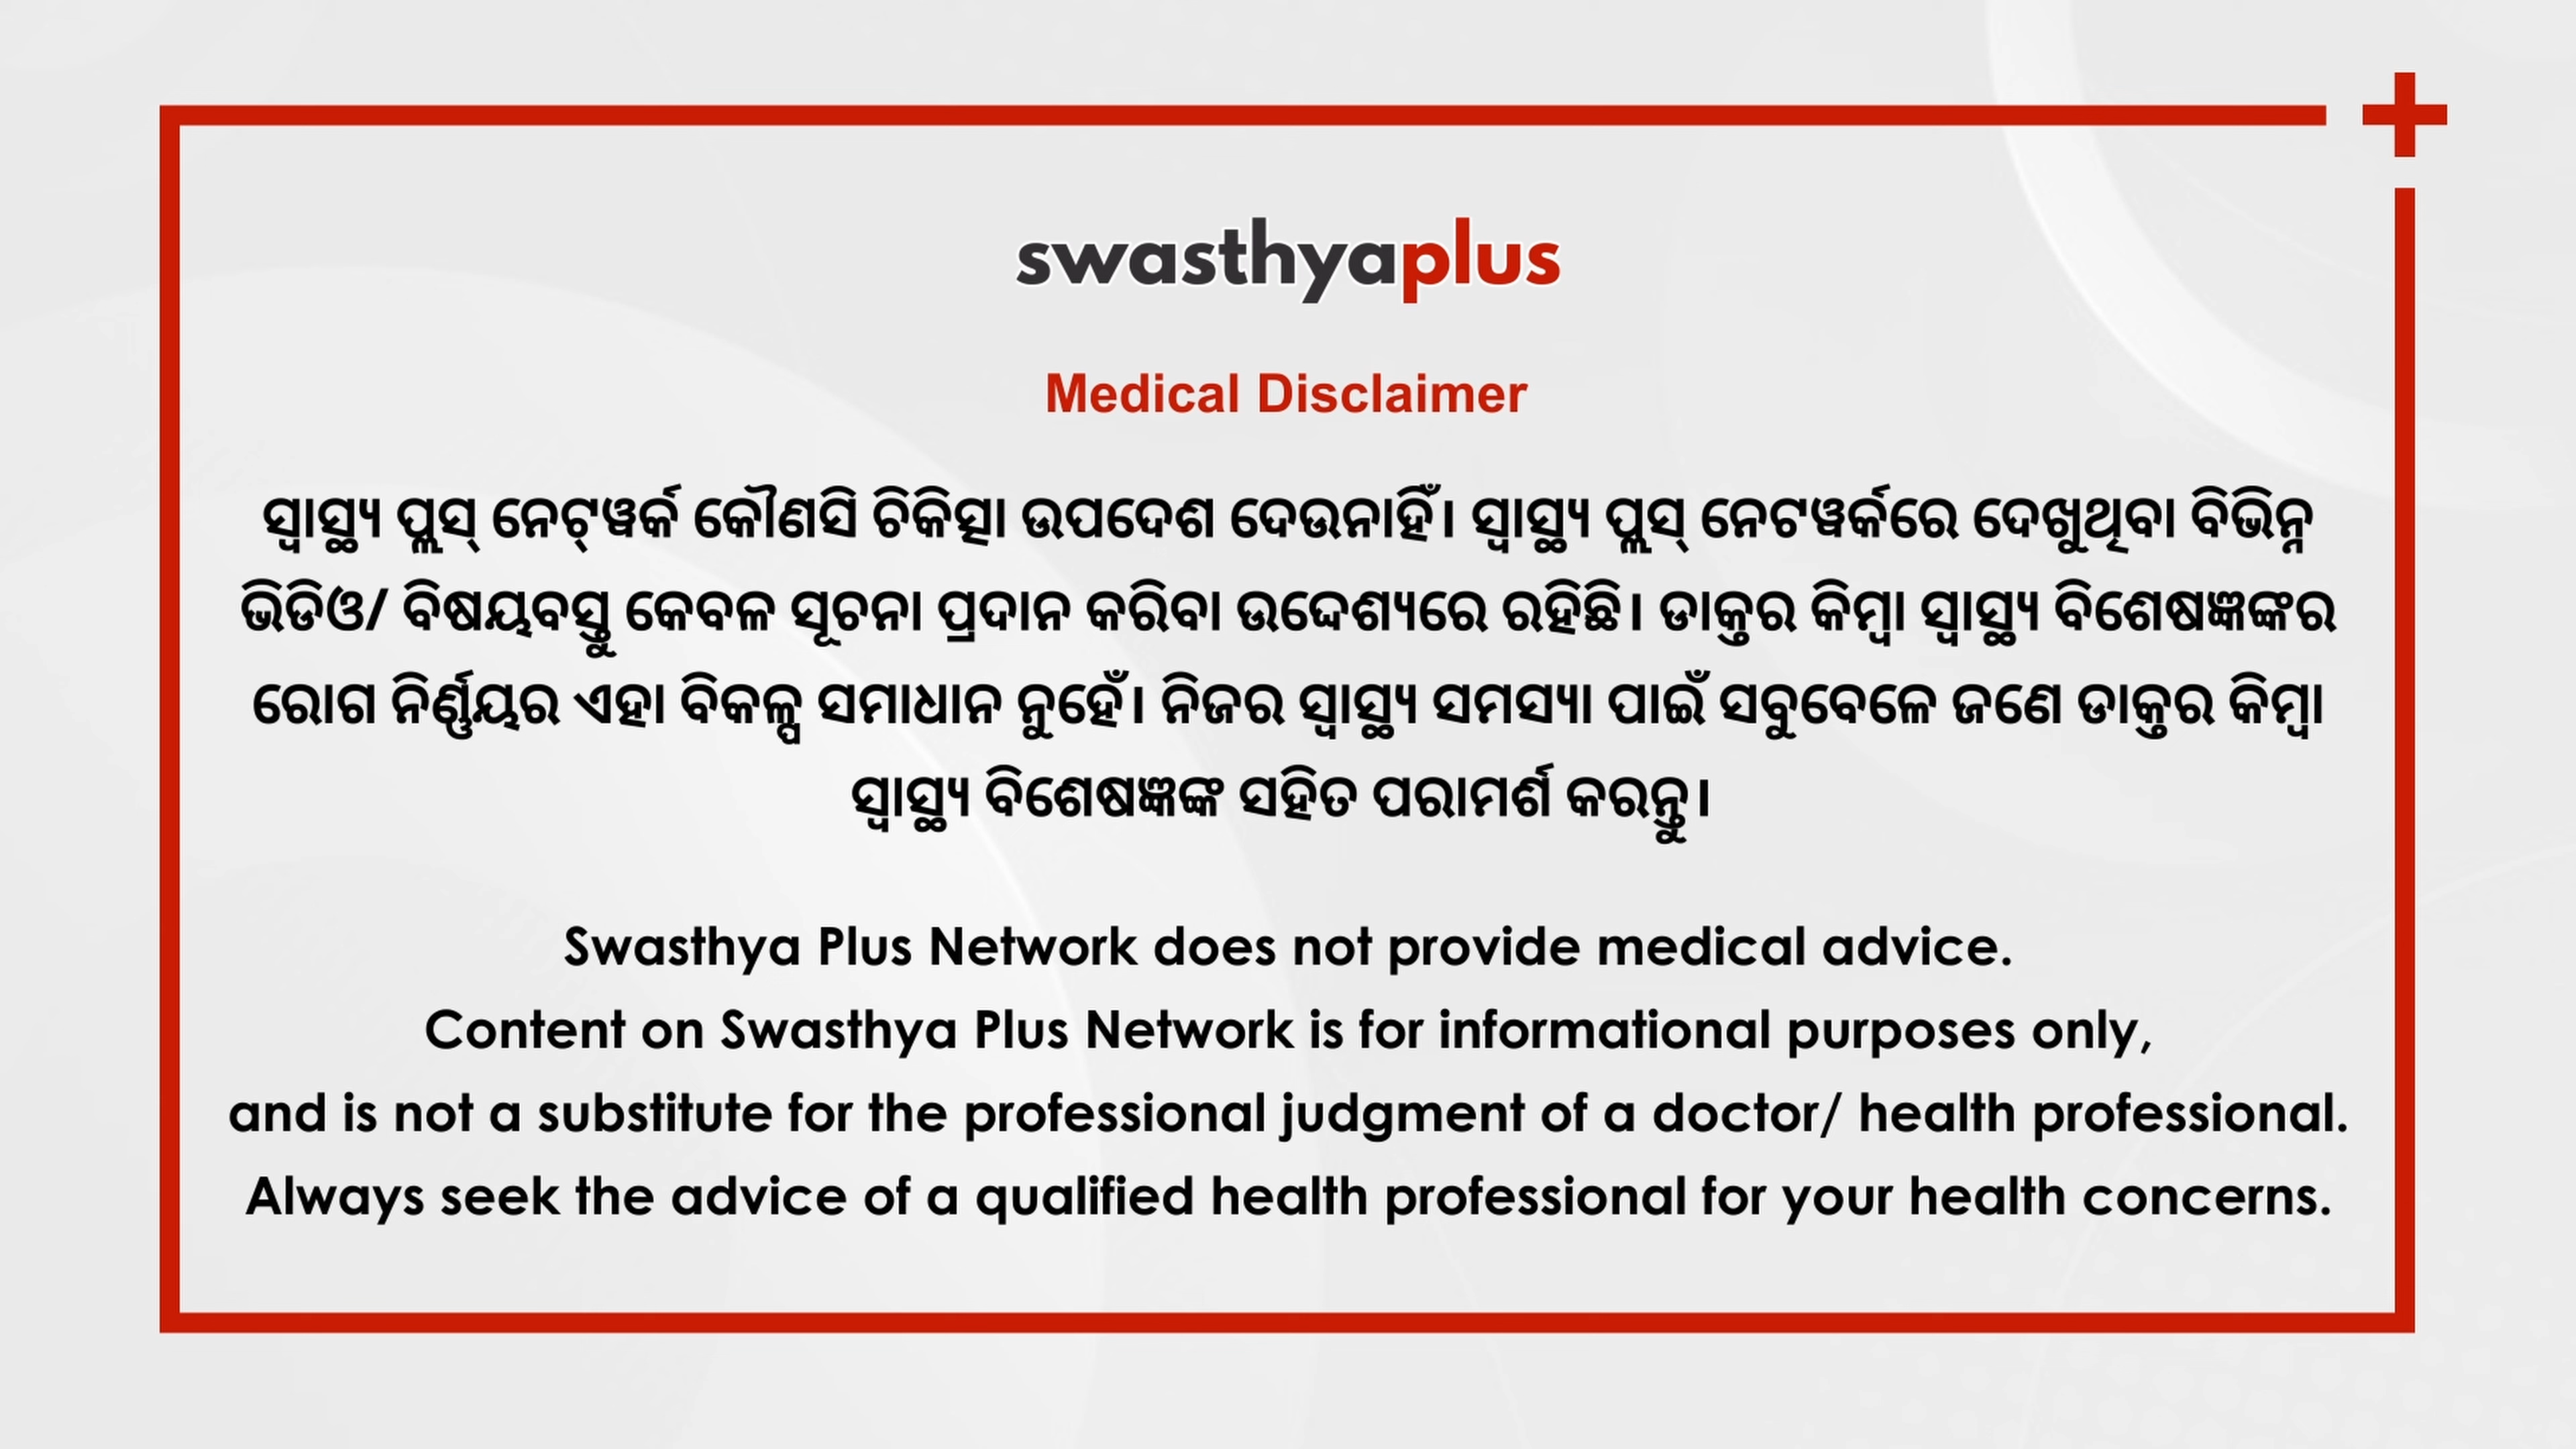 swasthyaplus
Medical Disclaimer
ସ୍ୱାସ୍ଥ୍ୟ ପ୍ଲସ୍ ନେଟ୍‌ୱର୍କ କୌଣସି ଚିକିତ୍ସା ଉପଦେଶ ଦେଉନାହିଁ। ସ୍ୱାସ୍ଥ୍ୟ ପ୍ଲସ୍ ନେଟୱର୍କରେ ଦେଖୁଥିବା ବିଭିନ୍ନ
ଭିଡିଓ/ ବିଷୟବସ୍ତୁ କେବଳ ସୂଚନା ପ୍ରଦାନ କରିବା ଉଦ୍ଦେଶ୍ୟରେ ରହିଛି। ଡାକ୍ତର କିମ୍ବା ସ୍ୱାସ୍ଥ୍ୟ ବିଶେଷଜ୍ଞଙ୍କର
ରୋଗ ନିର୍ଣ୍ଣୟର ଏହା ବିକଳ୍ପ ସମାଧାନ ନୁହେଁ। ନିଜର ସ୍ୱାସ୍ଥ୍ୟ ସମସ୍ୟା ପାଇଁ ସବୁବେଳେ ଜଣେ ଡାକ୍ତର କିମ୍ବା
ସ୍ୱାସ୍ଥ୍ୟ ବିଶେଷଜ୍ଞଙ୍କ ସହିତ ପରାମର୍ଶ କରନ୍ତୁ।
Swasthya Plus Network does not provide medical advice.
Content on Swasthya Plus Network is for informational purposes only,
and is not a substitute for the professional judgment of a doctor/ health professional.
Always seek the advice of a qualified health professional for your health concerns.